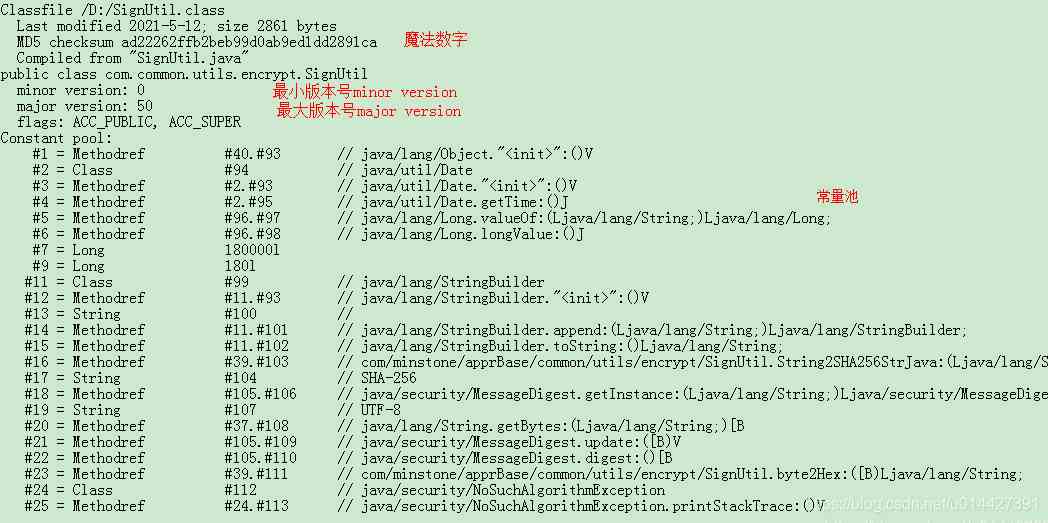 Classfile /D:/SignUtil.class
Last modified 2021-5-12; size 2861 bytes
MD5 checksum ad22262ffb2beb99d0ab9ed1dd2891ca 魔法数字
Compiled from "SignUtil.java"
public class com.common.utils.encrypt.SignUtil
minor version: 0 最小版本号minor version
major version: 50 最大版本号major version
flags: ACC_PUBLIC, ACC_SUPER
Constant pool:
#1 = Methodref #40.#93 // java/lang/Object."<init>":()V
#2 = Class #94 // java/util/Date
#3 = Methodref #2.#93 // java/util/Date."<init>":()V 常量池
#4 = Methodref #2.#95 // java/util/Date.getTime:()J
#5 = Methodref #96.#97 // java/lang/Long.valueOf:(Ljava/lang/String;)Ljava/lang/Long;
#6 = Methodref #96.#98 // java/lang/Long.longValue:()J
#7 = Long 180000l
#9 = Long 180l
#11 = Class #99 // java/lang/StringBuilder
#12 = Methodref #11.#93 // java/lang/StringBuilder."<init>":()V
#13 = String #100 //
#14 = Methodref #11.#101 // java/lang/StringBuilder.append:(Ljava/lang/String;)Ljava/lang/StringBuilder;
#15 = Methodref #11.#102 // java/lang/StringBuilder.toString:()Ljava/lang/String;
#16 = Methodref #39.#103 // com/minstone/apprBase/common/utils/encrypt/SignUtil.String2SHA256StrJava:(Ljava/lang/S
#17 = String #104 // SHA-256
#18 = Methodref #105.#106 // java/security/MessageDigest.getInstance:(Ljava/lang/String;)Ljava/security/MessageDige
#19 = String #107 // UTF-8
#20 = Methodref #37.#108 // java/lang/String.getBytes:(Ljava/lang/String;)[B
#21 = Methodref #105.#109 // java/security/MessageDigest.update:([B)V
#22 = Methodref #105.#110 // java/security/MessageDigest.digest:()[B
#23 = Methodref #39.#111 // com/minstone/apprBase/common/utils/encrypt/SignUtil.byte2Hex:([B)Ljava/lang/String;
#24 = Class #112 // java/security/NoSuchAlgorithmException
#25 = Methodref #24.#113 // java/security/NoSuchAlgorithmException.printStackTrace:()V